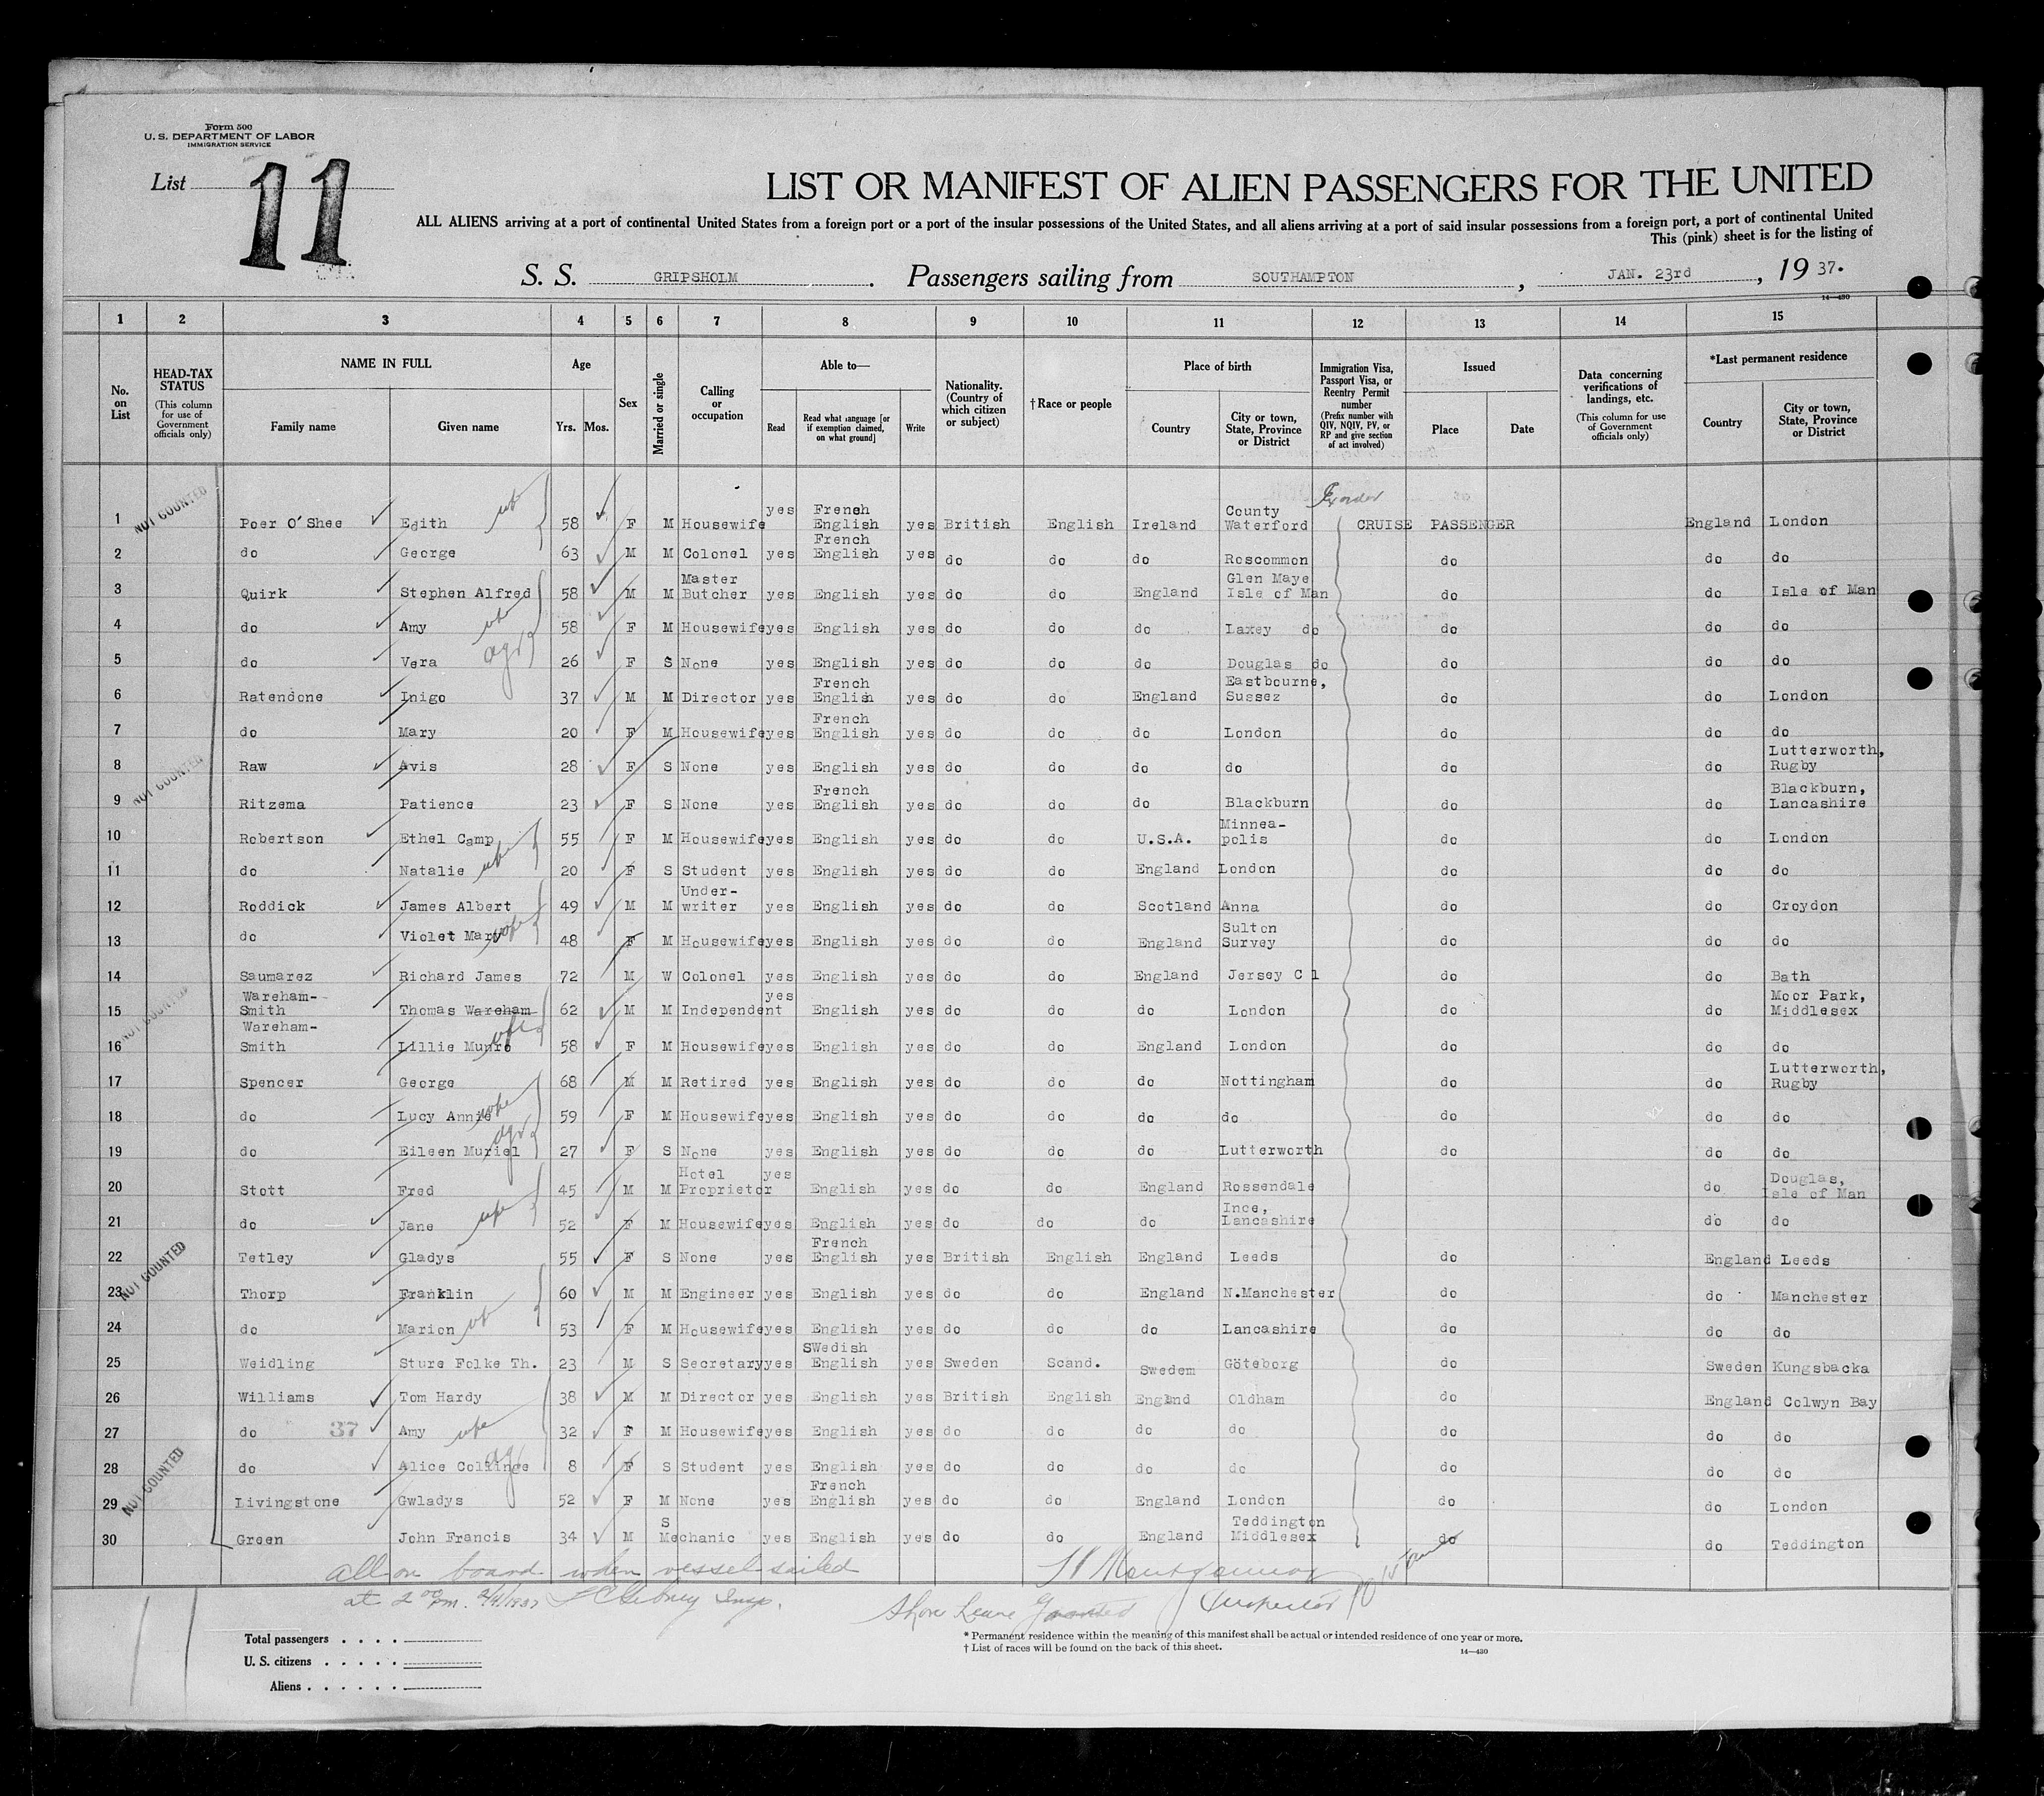 Form 500
U. S. DEPARTMENT OF LABOR
IMMIGRATION SERVICE
List 11
LIST OR MANIFEST OF ALIEN PASSENGERS FOR THE UNITED
ALL ALIENS arriving at a port of continental United States from a foreign port or a port of the insular possessions of the United States, and all aliens arriving at a port of said insular possessions from a foreign port, a port of continental United
This (pink) sheet is for the listing of
S. S. GRIPSHOLM. Passengers sailing from SOUTHAMPTON, JAN. 23rd, 19 37.
14—430
1 2 3 4 5 6 7 8 9 10 11 12 13 14 15
No. on List
HEAD-TAX STATUS (This column for use of Government officials only)
NAME IN FULL Family name Given name
Age Yrs. Mos.
Sex
Married or single
Calling or occupation
Able to— Read Read what language [or if exemption claimed, on what ground] Write
Nationality. (Country of which citizen or subject)
†Race or people
Place of birth Country City or town, State, Province or District
Immigration Visa, Passport Visa, or Reentry Permit number (Prefix number with QIV, NQIV, PV, or RP and give section of act involved)
Issued Place Date
Data concerning verifications of landings, etc. (This column for use of Government officials only)
*Last permanent residence Country City or town, State, Province or District
NOT COUNTED
1 Poer O'Shee Edith 58 F M Housewife yes French English yes British English Ireland County Waterford CRUISE PASSENGER England London
2 do George 63 M M Colonel yes French English yes do do do Roscommon do do do
3 Quirk Stephen Alfred 58 M M Master Butcher yes English yes do do England Glen Maye Isle of Man do do Isle of Man
4 do Amy 58 F M Housewife yes English yes do do do Laxey do do do do
5 do Vera 26 F S None yes English yes do do do Douglas do do do do
6 Ratendone Inigo 37 M M Director yes French English yes do do England Eastbourne, Sussez do do London
7 do Mary 20 F M Housewife yes French English yes do do do London do do do
NOT COUNTED
8 Raw Avis 28 F S None yes English yes do do do do do do Lutterworth, Rugby
9 Ritzema Patience 23 F S None yes French English yes do do do Blackburn do do Blackburn, Lancashire
10 Robertson Ethel Camp 55 F M Housewife yes English yes do do U.S.A. Minnea-polis do do London
11 do Natalie 20 F S Student yes English yes do do England London do do do
12 Roddick James Albert 49 M M Under-writer yes English yes do do Scotland Anna do do Croydon
13 do Violet Mary 48 F M Housewife yes English yes do do England Sulton Survey do do do
14 Saumarez Richard James 72 M W Colonel yes English yes do do England Jersey C l do do Bath
NOT COUNTED
15 Wareham-Smith Thomas Wareham 62 M M Independent yes English yes do do do London do do Moor Park, Middlesex
16 Wareham-Smith Lillie Munro 58 F M Housewife yes English yes do do England London do do do
17 Spencer George 68 M M Retired yes English yes do do do Nottingham do do Lutterworth, Rugby
18 do Lucy Annie 59 F M Housewife yes English yes do do do do do do do
19 do Eileen Muriel 27 F S None yes English yes do do do Lutterworth do do do
20 Stott Fred 45 M M Hotel Proprietor yes English yes do do England Rossendale do Douglas, Isle of Man
21 do Jane 52 F M Housewife yes English yes do do do Ince, Lancashire do do
NOT COUNTED
22 Tetley Gladys 55 F S None yes French English yes British English England Leeds do England Leeds
23 Thorp Franklin 60 M M Engineer yes English yes do do England N.Manchester do do Manchester
24 do Marion 53 F M Housewife yes English yes do do do Lancashire do do do
25 Weidling Sture Folke Th. 23 M S Secretary yes SWedish English yes Sweden Scand. Swedem Göteborg do Sweden Kungsbacka
26 Williams Tom Hardy 38 M M Director yes English yes British English England Oldham do England Colwyn Bay
27 do 37 Amy 32 F M Housewife yes English yes do do do do do do do
28 do Alice Collinge 8 F S Student yes English yes do do do do do do do
NOT COUNTED
29 Livingstone Gwladys 52 F M None yes French English yes do do England London do do London
30 Green John Francis 34 M S Mechanic yes English yes do do England Teddington Middlesex do do Teddington
all on board when vessel sailed
at 2 00 pm. 2/4/1937
Montgomery
Inspector
Shore Leave Granted
Total passengers . . . .
U. S. citizens . . . . .
Aliens . . . . . .
* Permanent residence within the meaning of this manifest shall be actual or intended residence of one year or more.
† List of races will be found on the back of this sheet.
14—430